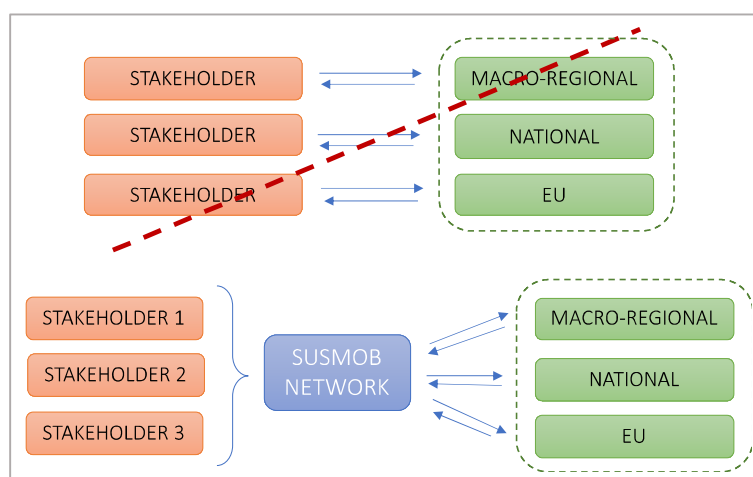 STAKEHOLDER
MACRO-REGIONAL
STAKEHOLDER
NATIONAL
STAKEHOLDER
EU
STAKEHOLDER 1
STAKEHOLDER 2
STAKEHOLDER 3
SUSMOB
NETWORK
MACRO-REGIONAL
NATIONAL
EU